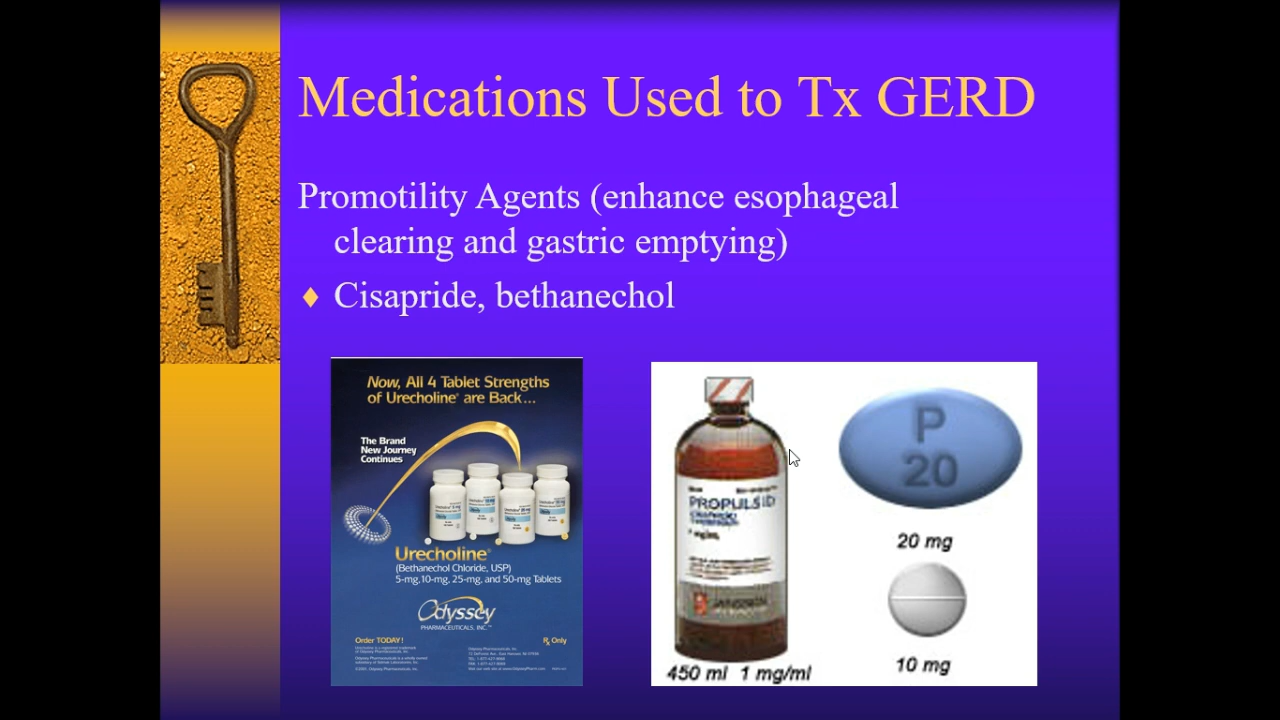 Medications Used to Tx GERD
Promotility Agents (enhance esophageal
clearing and gastric emptying)
Cisapride, bethanechol
Now, All 4 Tablet Strengths
of Urecholine® are Back...
The Brand
New Journey
Continues
Urecholine®
(Bethanechol Chloride, USP)
5-mg,10-mg, 25-mg, and 50-mg Tablets
Odyssey
PHARMACEUTICALS, INC.™
Order TODAY!
Rx Only
PROPULSID
450 ml 1 mg/ml
P
20
20 mg
10 mg